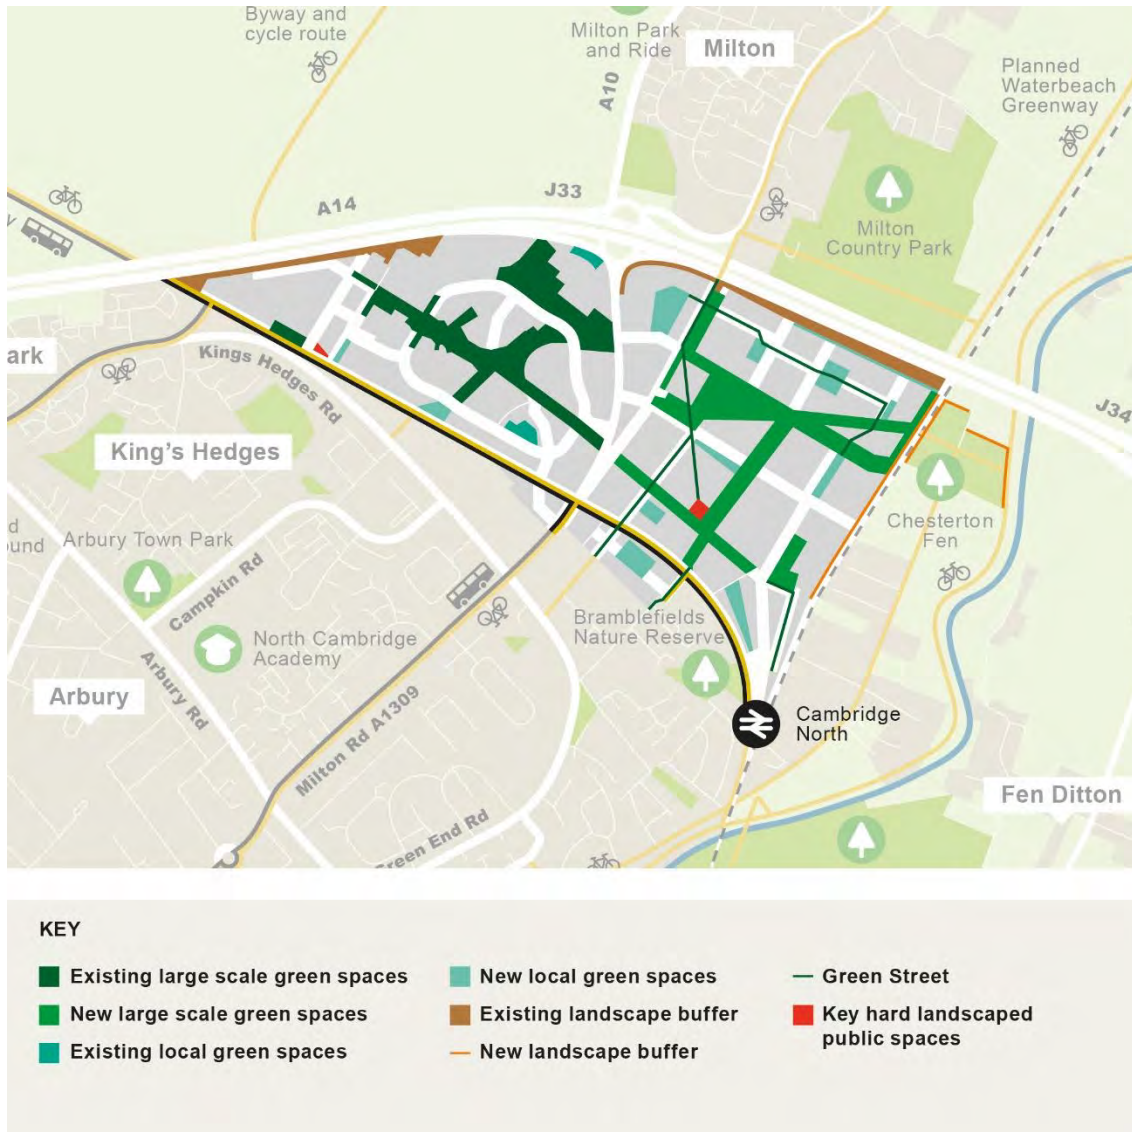 Byway and
cycle route
Milton Park
and Ride
Milton
A10
Planned
Waterbeach
Greenway
J33
A14
Milton
Country Park
ark
Kings Hedges Rd
J34
King's Hedges
Chesterton
Fen
Arbury Town Park
Campkin Rd
Bramblefields
Nature Reserve
North Cambridge
Academy
Arbury
Arbury Rd
Milton Rd A1309
Cambridge
North
Fen Ditton
Green End Rd
KEY
Existing large scale green spaces
New large scale green spaces
Existing local green spaces
New local green spaces
Existing landscape buffer
New landscape buffer
Green Street
Key hard landscaped
public spaces